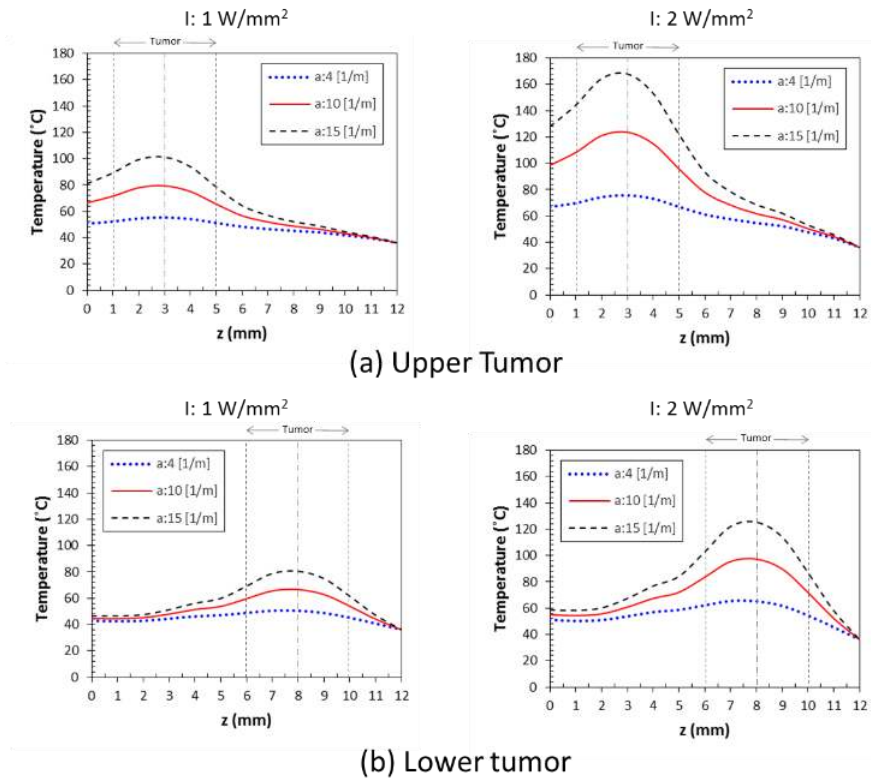 I: 1 W/mm²
I: 2 W/mm²
Tumor
Tumor
180
160
140
120
100
80
60
40
20
0
Temperature (˚C)
a:4 [1/m]
a:10 [1/m]
a:15 [1/m]
0 1 2 3 4 5 6 7 8 9 10 11 12
z (mm)
180
160
140
120
100
80
60
40
20
0
Temperature (˚C)
a:4 [1/m]
a:10 [1/m]
a:15 [1/m]
0 1 2 3 4 5 6 7 8 9 10 11 12
z (mm)
(a) Upper Tumor
I: 1 W/mm²
I: 2 W/mm²
Tumor
Tumor
180
160
140
120
100
80
60
40
20
0
Temperature (˚C)
a:4 [1/m]
a:10 [1/m]
a:15 [1/m]
0 1 2 3 4 5 6 7 8 9 10 11 12
z (mm)
180
160
140
120
100
80
60
40
20
0
Temperature (˚C)
a:4 [1/m]
a:10 [1/m]
a:15 [1/m]
0 1 2 3 4 5 6 7 8 9 10 11 12
z (mm)
(b) Lower tumor